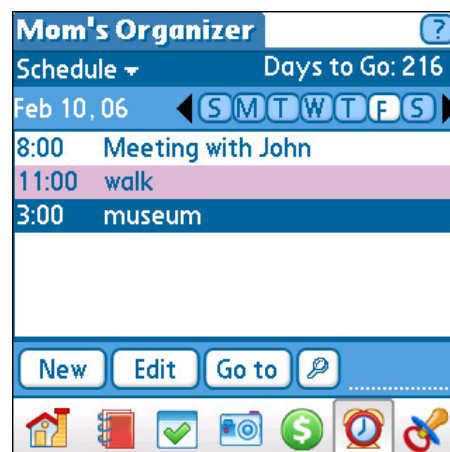 Mom's Organizer ?
Schedule Days to Go: 216
Feb 10, 06 S M T W T F S
8:00 Meeting with John
11:00 walk
3:00 museum
New Edit Go to
$